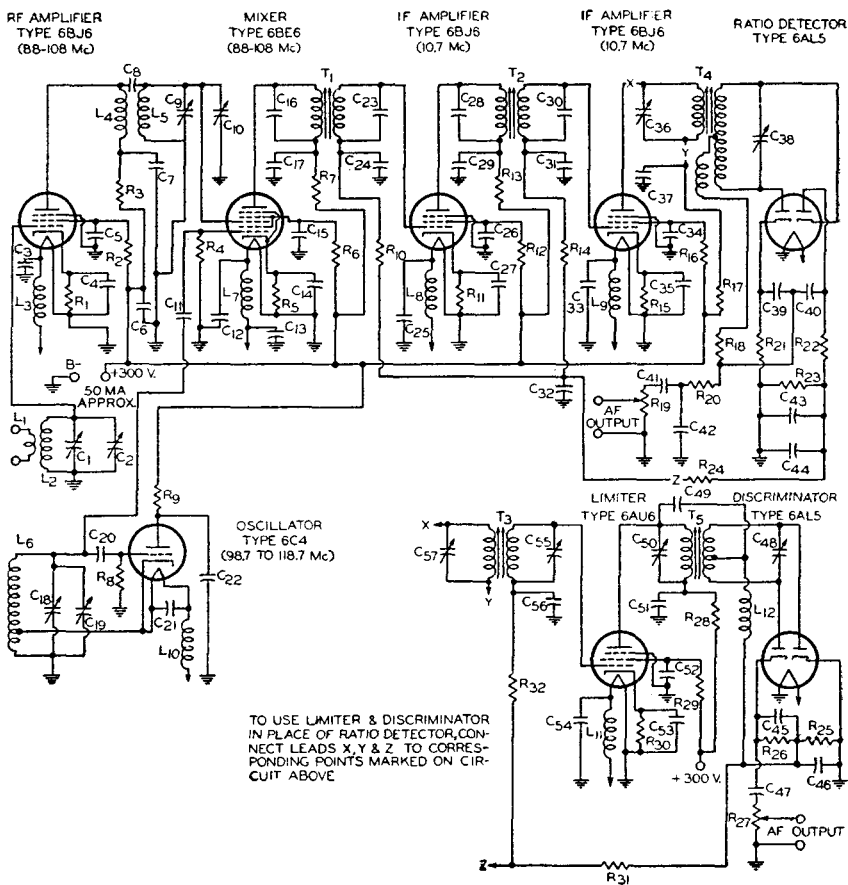 RF AMPLIFIER
TYPE 6BJ6
(88-108 Mc)
MIXER
TYPE 6BE6
(88-108 Mc)
IF AMPLIFIER
TYPE 6BJ6
(10.7 Mc)
IF AMPLIFIER
TYPE 6BJ6
(10.7 Mc)
RATIO DETECTOR
TYPE 6AL5
C8
T1
T2
X
T4
L4
L5
C9
C10
C16
C23
C28
C30
C36
C38
Y
R3
C7
C17
R7
C24
C29
R13
C31
C37
C3
C5
R2
R4
C15
R6
R10
C26
R12
R14
C34
R16
L3
R1
C4
C6
C11
L7
R5
C14
C12
C13
L8
R11
C27
C25
C33
L9
C35
R15
R17
C39
C40
R18
R21
R22
B-
+300 V.
50 MA
APPROX.
C32
C41
R19
R20
R23
AF
OUTPUT
C42
C43
C44
L1
C1
C2
L2
Z
R24
R9
C49
L6
C20
OSCILLATOR
TYPE 6C4
(98.7 TO 118.7 Mc)
LIMITER
TYPE 6AU6
DISCRIMINATOR
TYPE 6AL5
X
T3
T5
C57
C55
C50
C48
R8
C22
C18
C19
C21
L10
Y
C56
C51
R28
L12
R32
C52
R29
C54
L11
C53
R30
C45
R25
R26
+300 V.
C46
TO USE LIMITER & DISCRIMINATOR
IN PLACE OF RATIO DETECTOR, CON-
NECT LEADS X, Y & Z TO CORRES-
PONDING POINTS MARKED ON CIR-
CUIT ABOVE
C47
R27
AF OUTPUT
Z
R31